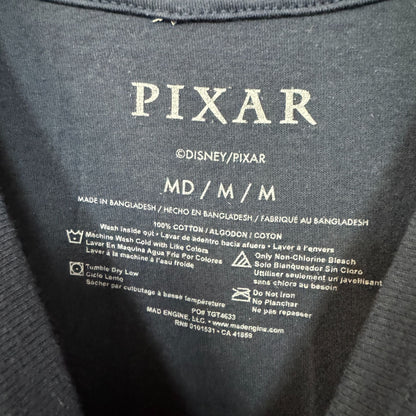 PIXAR
©DISNEY/PIXAR
MD / M / M
MADE IN BANGLADESH / HECHO EN BANGLADESH / FABRIQUÉ AU BANGLADESH
100% COTTON / ALGODON / COTON
Wash inside out • Lavar de adentro hacia afuera • Laver à l'envers
Machine Wash Cold with Like Colors
Lavar En Maquina Agua Fria Por Colores
Laver à la machine à l'eau froide
Only Non-Chlorine Bleach
Solo Blanqueador Sin Cloro
Utiliser seulement un javellisant
sans chlore au besoin
Tumble Dry Low
Ciclo Lento
Sécher par culbutage à basse température
Do Not Iron
No Planchar
Ne pas repasser
PO# TGT4633
MAD ENGINE, LLC. • www.madengine.com
RN# 0101531 • CA 41859